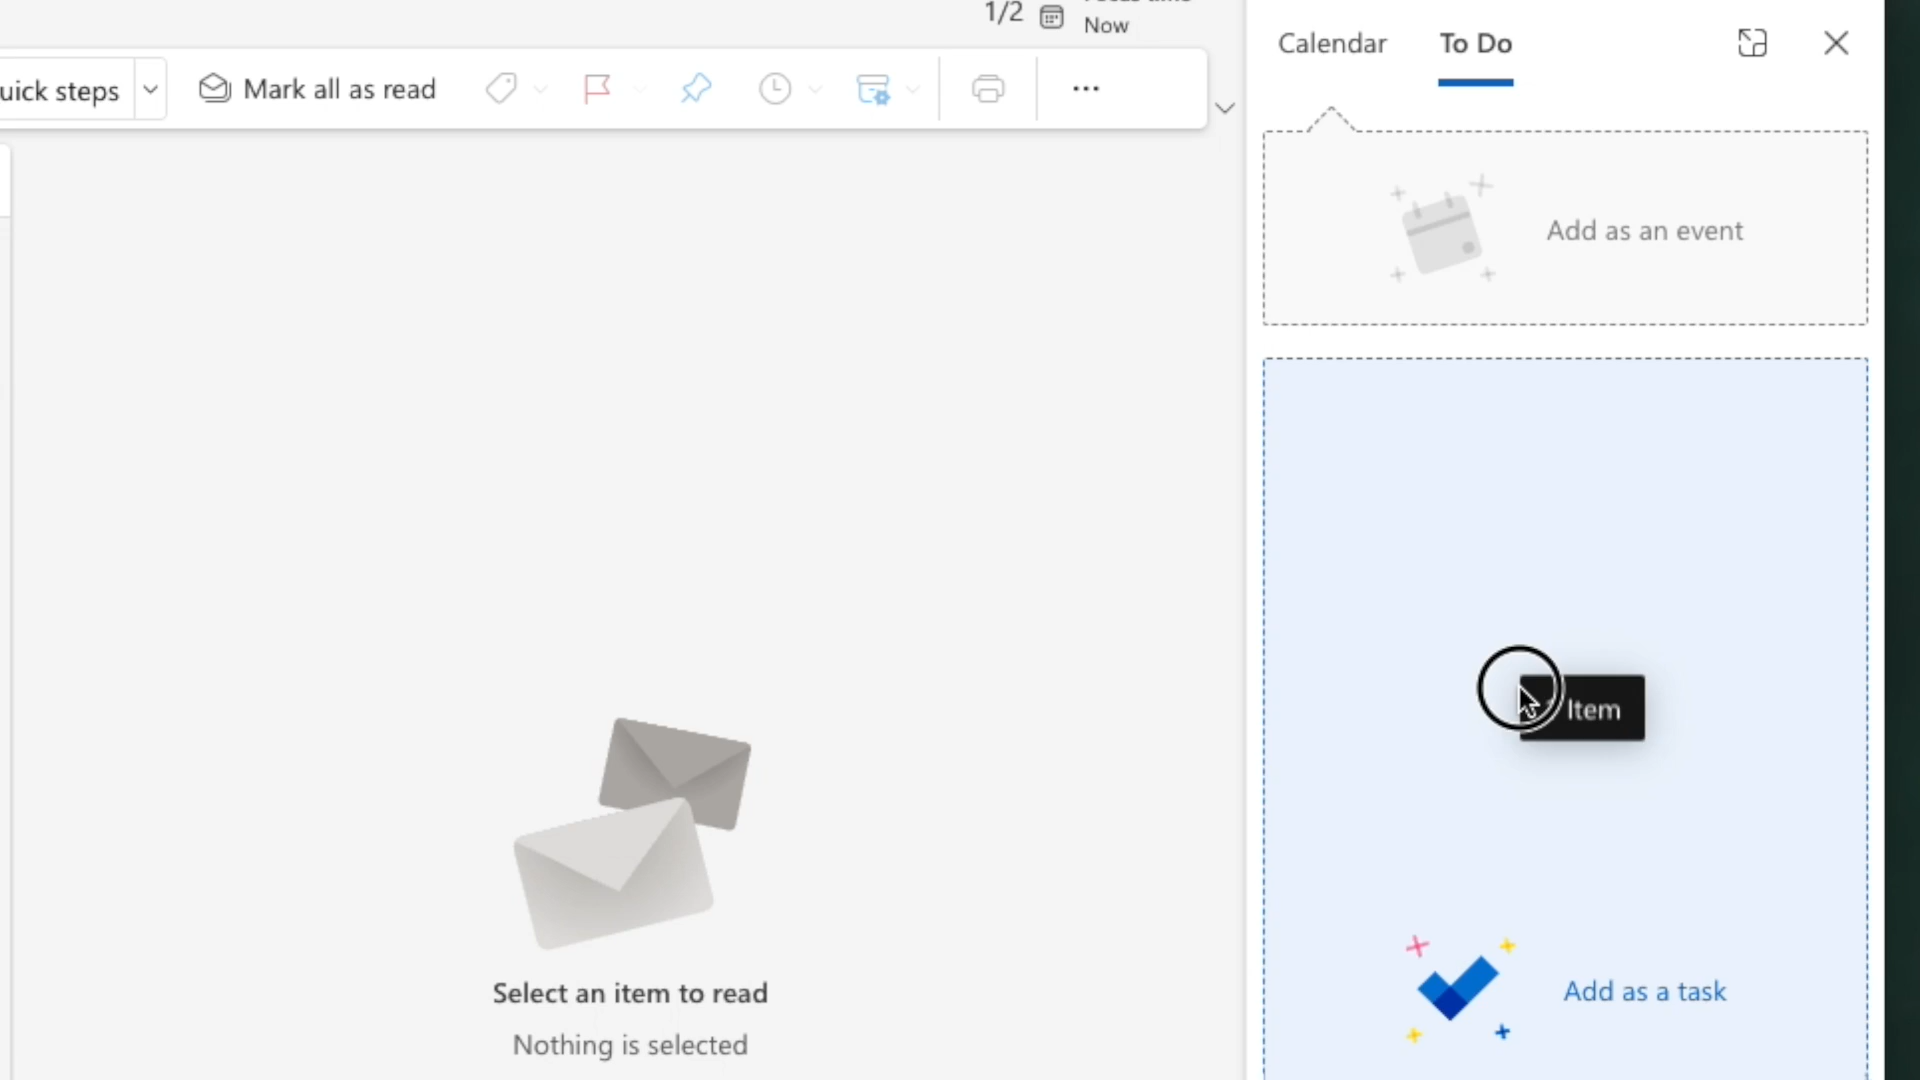 1/2
Now
uick steps
Mark all as read
Calendar
To Do
Add as an event
Item
Add as a task
Select an item to read
Nothing is selected